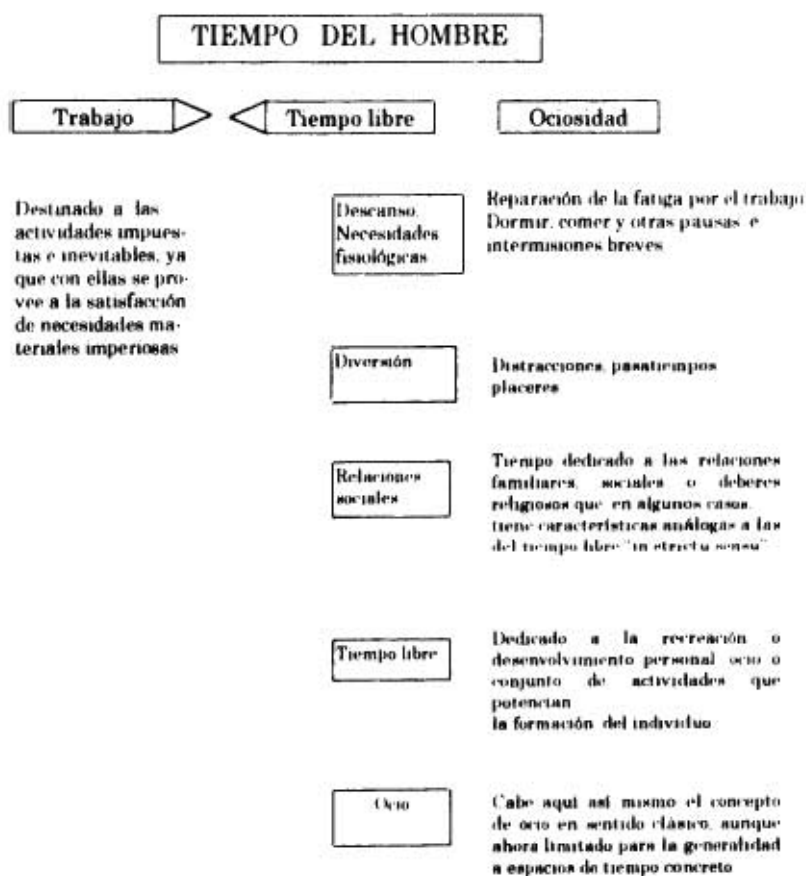 TIEMPO DEL HOMBRE
Trabajo
Tiempo libre
Ociosidad
Destinado a las
actividades impues-
tas e inevitables, ya
que con ellas se pro-
vee a la satisfacción
de necesidades ma-
teriales imperiosas
Descanso.
Necesidades
fisiológicas
Reparación de la fatiga por el trabajo
Dormir, comer y otras pausas e
intermisiones breves
Diversión
Distracciones, pasatiempos
placeres
Relaciones
sociales
Tiempo dedicado a las relaciones
familiares, sociales o deberes
religiosos que en algunos casos,
tiene características análogas a las
del tiempo libre "in strictu sensu"
Tiempo libre
Dedicado a la recreación o
desenvolvimiento personal ocio o
conjunto de actividades que
potencian
la formación del individuo
Ocio
Cabe aquí así mismo el concepto
de ocio en sentido clásico, aunque
ahora limitado para la generalidad
a espacios de tiempo concreto